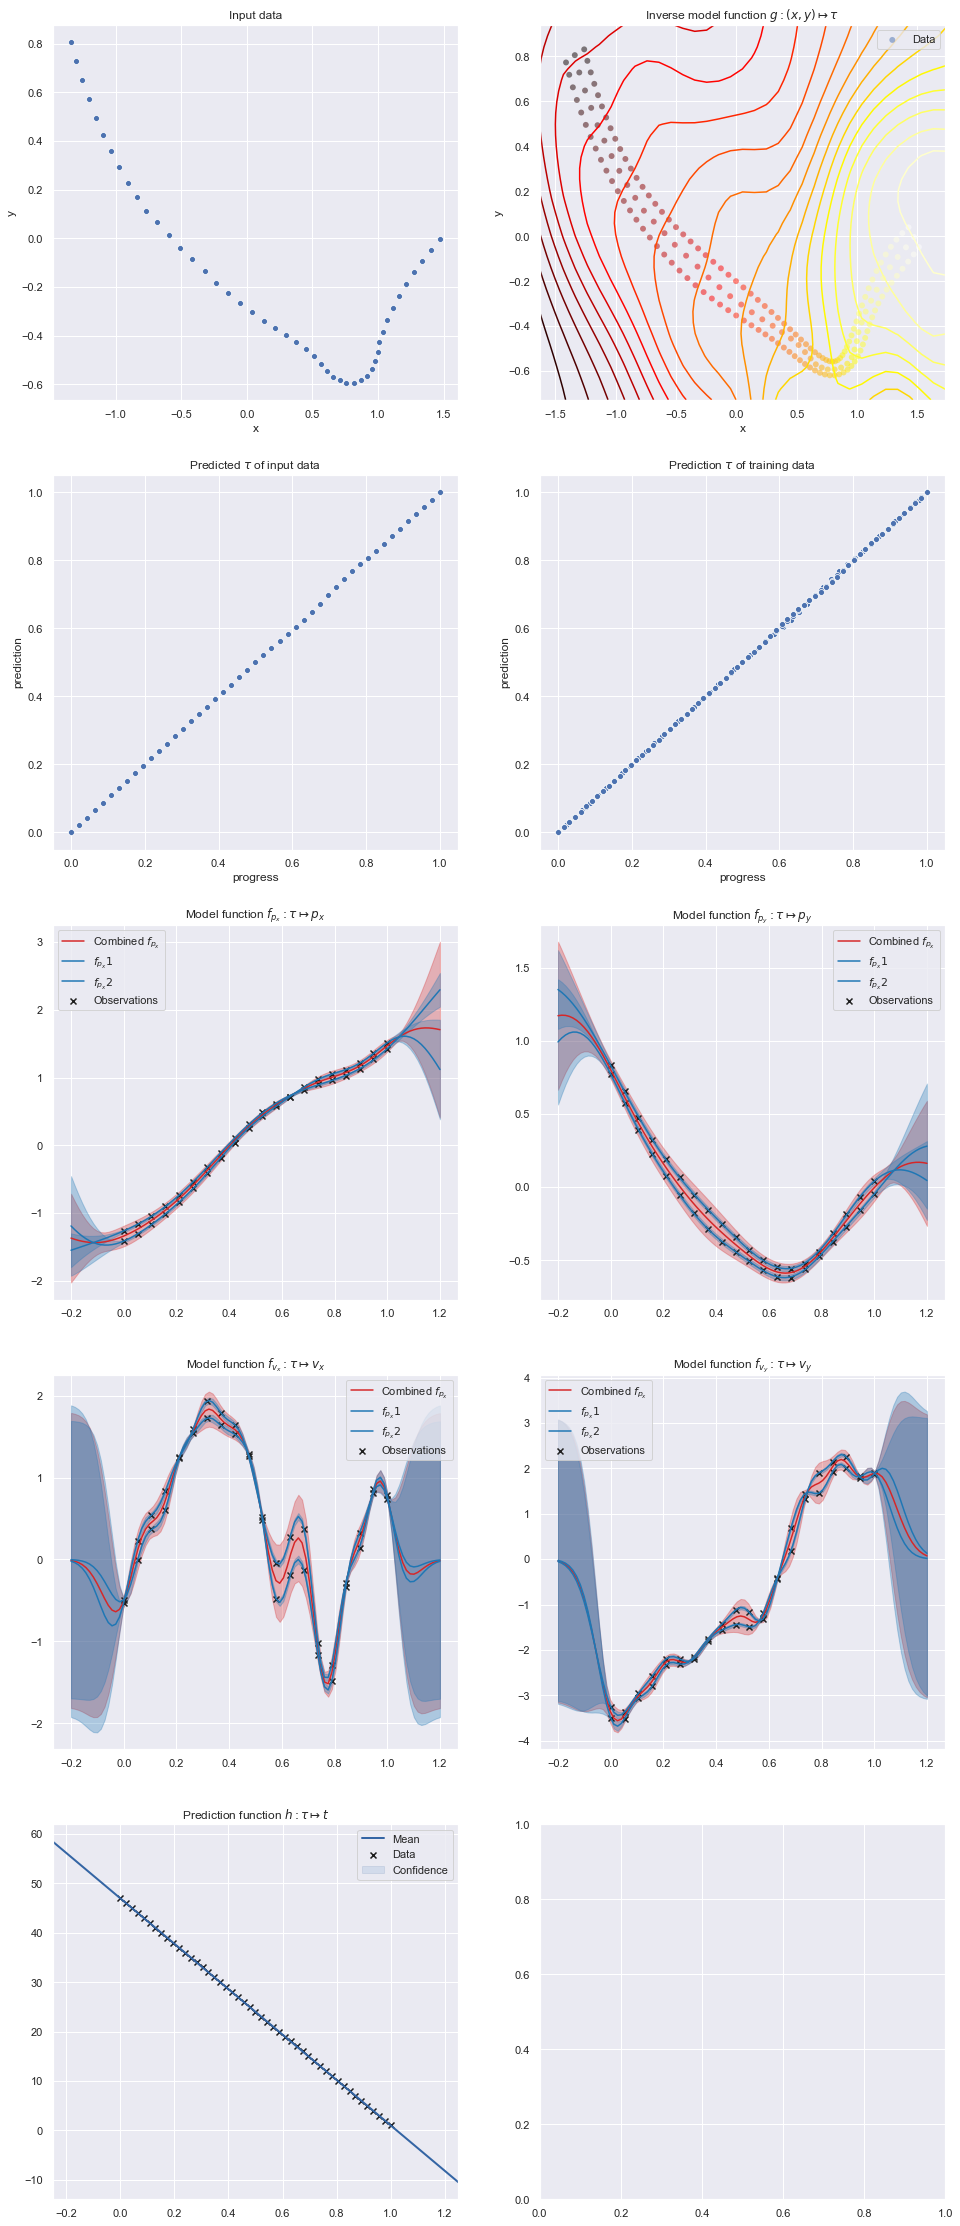 Input data
0.8
0.6
0.4
0.2
0.0
−0.2
−0.4
−0.6
y
−1.0 −0.5 0.0 0.5 1.0 1.5
x
Inverse model function g : (x, y) ↦ τ
Data
0.8
0.6
0.4
0.2
0.0
−0.2
−0.4
−0.6
y
−1.5 −1.0 −0.5 0.0 0.5 1.0 1.5
x
Predicted τ of input data
1.0
0.8
0.6
0.4
0.2
0.0
prediction
0.0 0.2 0.4 0.6 0.8 1.0
progress
Prediction τ of training data
1.0
0.8
0.6
0.4
0.2
0.0
prediction
0.0 0.2 0.4 0.6 0.8 1.0
progress
Model function f_{p_x} : τ ↦ p_x
Combined f_{p_x}
f_{p_x}1
f_{p_x}2
Observations
3
2
1
0
−1
−2
−0.2 0.0 0.2 0.4 0.6 0.8 1.0 1.2
Model function f_{p_y} : τ ↦ p_y
Combined f_{p_x}
f_{p_x}1
f_{p_x}2
Observations
1.5
1.0
0.5
0.0
−0.5
−0.2 0.0 0.2 0.4 0.6 0.8 1.0 1.2
Model function f_{v_x} : τ ↦ v_x
Combined f_{p_x}
f_{p_x}1
f_{p_x}2
Observations
2
1
0
−1
−2
−0.2 0.0 0.2 0.4 0.6 0.8 1.0 1.2
Model function f_{v_y} : τ ↦ v_y
Combined f_{p_x}
f_{p_x}1
f_{p_x}2
Observations
4
3
2
1
0
−1
−2
−3
−4
−0.2 0.0 0.2 0.4 0.6 0.8 1.0 1.2
Prediction function h : τ ↦ t
Mean
Data
Confidence
60
50
40
30
20
10
0
−10
−0.2 0.0 0.2 0.4 0.6 0.8 1.0 1.2
1.0
0.8
0.6
0.4
0.2
0.0
0.0 0.2 0.4 0.6 0.8 1.0